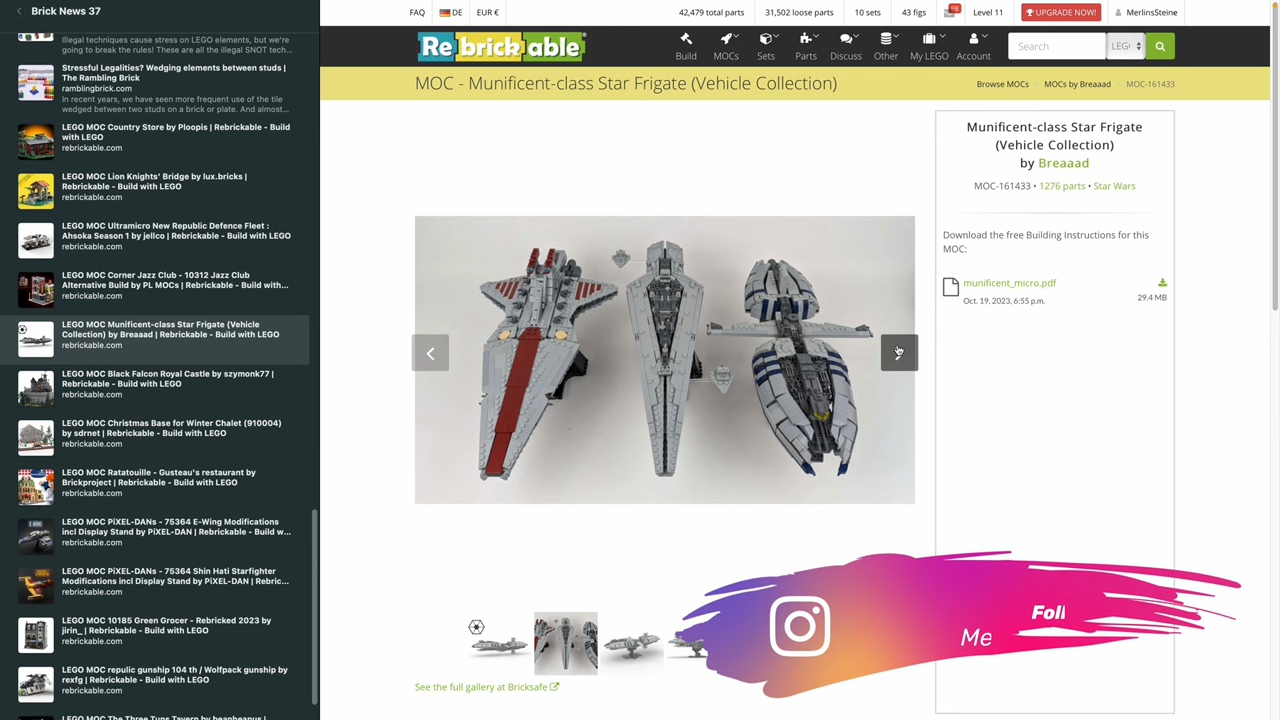 Brick News 37
Illegal techniques cause stress on LEGO elements, but we're
going to break the rules! These are all the illegal SNOT tech...
Stressful Legalities? Wedging elements between studs |
The Rambling Brick
ramblingbrick.com
In recent years, we have seen more frequent use of the tile
wedged between two studs on a brick or plate. And almost...
LEGO MOC Country Store by Ploopis | Rebrickable - Build
with LEGO
rebrickable.com
LEGO MOC Lion Knights' Bridge by lux.bricks |
Rebrickable - Build with LEGO
rebrickable.com
LEGO MOC Ultramicro New Republic Defence Fleet :
Ahsoka Season 1 by jellco | Rebrickable - Build with LEGO
rebrickable.com
LEGO MOC Corner Jazz Club - 10312 Jazz Club
Alternative Build by PL MOCs | Rebrickable - Build with...
rebrickable.com
LEGO MOC Munificent-class Star Frigate (Vehicle
Collection) by Breaaad | Rebrickable - Build with LEGO
rebrickable.com
LEGO MOC Black Falcon Royal Castle by szymonk77 |
Rebrickable - Build with LEGO
rebrickable.com
LEGO MOC Christmas Base for Winter Chalet (910004)
by sdrnet | Rebrickable - Build with LEGO
rebrickable.com
LEGO MOC Ratatouille - Gusteau's restaurant by
Brickproject | Rebrickable - Build with LEGO
rebrickable.com
LEGO MOC PiXEL-DANs - 75364 E-Wing Modifications
incl Display Stand by PiXEL-DAN | Rebrickable - Build w...
rebrickable.com
LEGO MOC PiXEL-DANs - 75364 Shin Hati Starfighter
Modifications incl Display Stand by PiXEL-DAN | Rebric...
rebrickable.com
LEGO MOC 10185 Green Grocer - Rebricked 2023 by
jirin_ | Rebrickable - Build with LEGO
rebrickable.com
LEGO MOC repulic gunship 104 th / Wolfpack gunship by
rexfg | Rebrickable - Build with LEGO
rebrickable.com
LEGO MOC The Three Tuns Tavern by beanbeanus |
FAQ DE EUR € 42,479 total parts 31,502 loose parts 10 sets 43 figs Level 11 UPGRADE NOW! MerlinsSteine
Rebrickable Build MOCs Sets Parts Discuss Other My LEGO Account Search LEG
MOC - Munificent-class Star Frigate (Vehicle Collection)
Browse MOCs MOCs by Breaaad MOC-161433
Munificent-class Star Frigate
(Vehicle Collection)
by Breaaad
MOC-161433 • 1276 parts • Star Wars
Download the free Building Instructions for this
MOC:
munificent_micro.pdf
Oct. 19, 2023, 6:55 p.m.
29.4 MB
Foll
Me
See the full gallery at Bricksafe